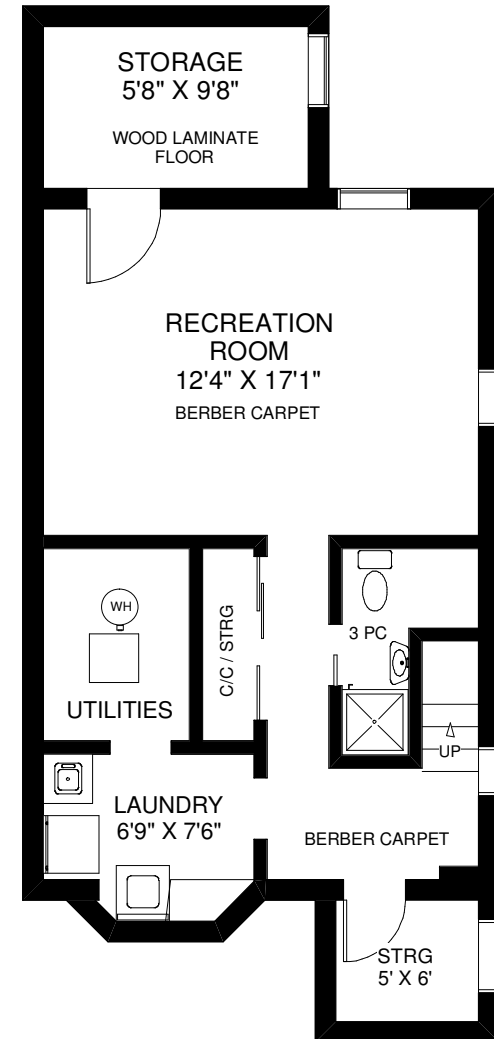 STORAGE
5'8" X 9'8"
WOOD LAMINATE
FLOOR
RECREATION
ROOM
12'4" X 17'1"
BERBER CARPET
WH
UTILITIES
C/C / STRG
3 PC
UP
LAUNDRY
6'9" X 7'6"
BERBER CARPET
STRG
5' X 6'